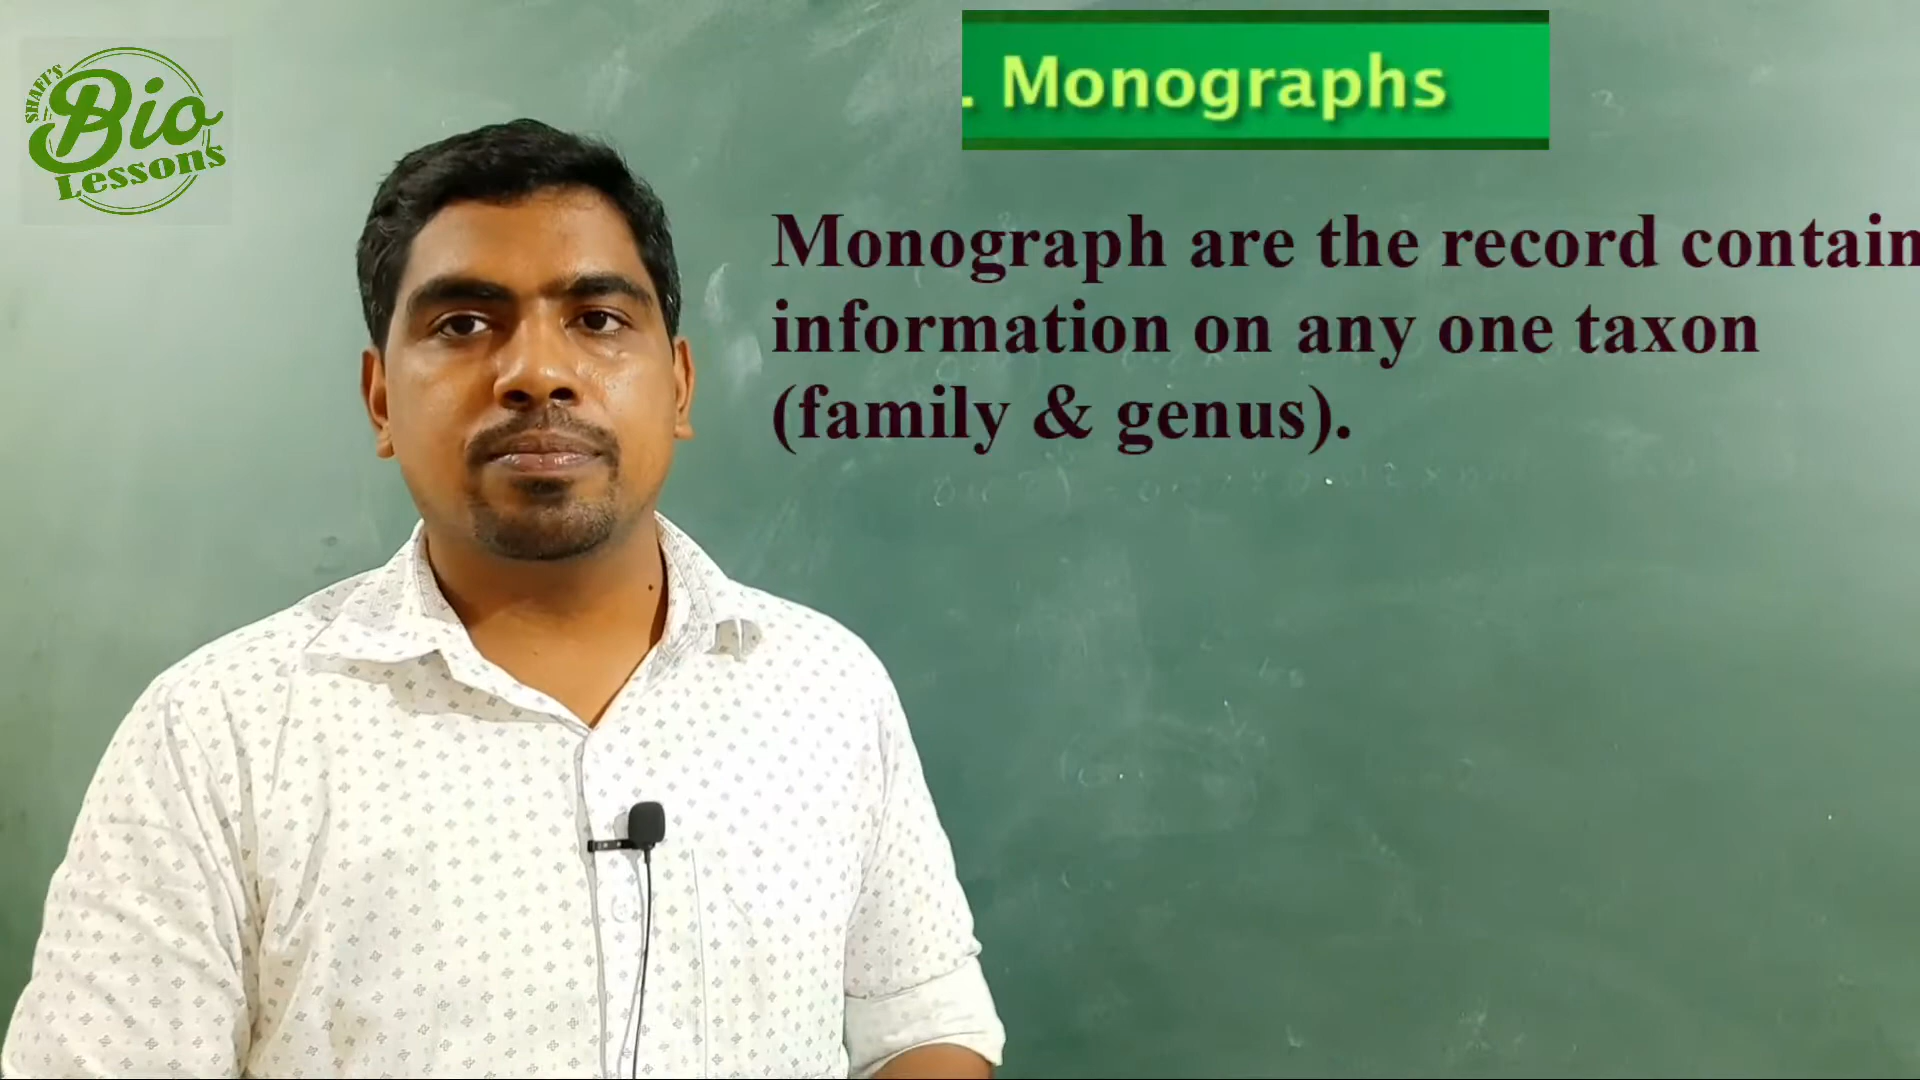 SHAFI'S
Bio
Lessons
. Monographs
Monograph are the record contain
information on any one taxon
(family & genus).